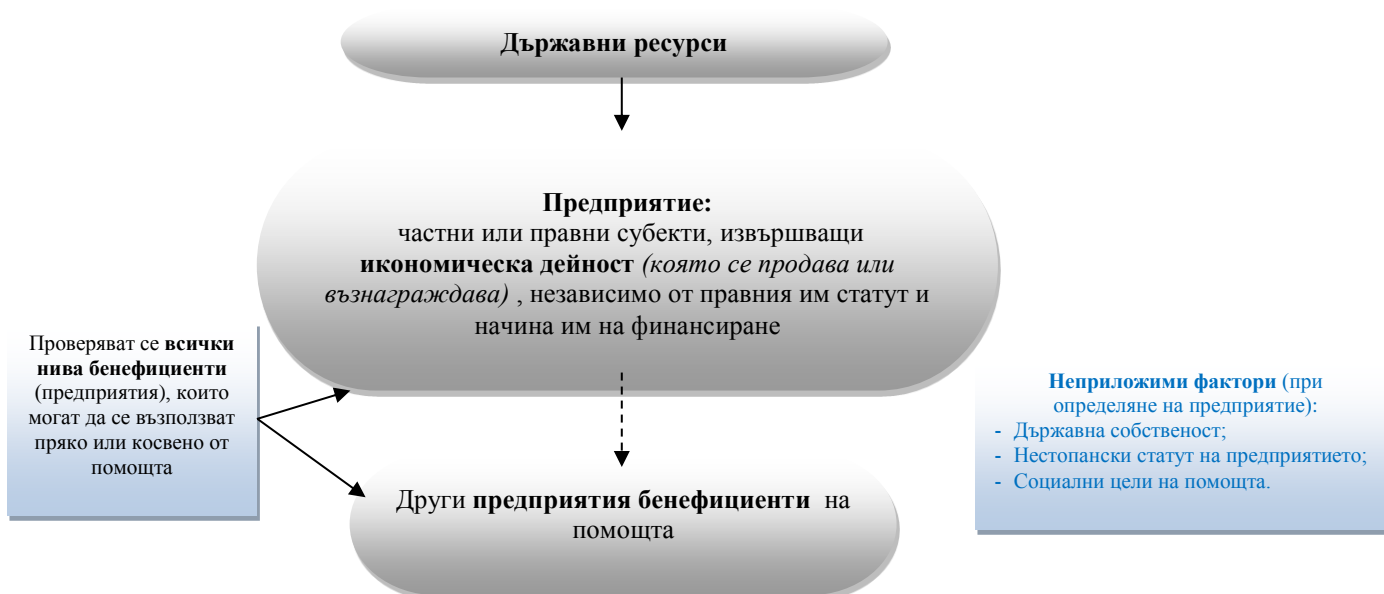 Държавни ресурси
Предприятие:
частни или правни субекти, извършващи
икономическа дейност (която се продава или
възнаграждава) , независимо от правния им статут и
начина им на финансиране
Проверяват се всички
нива бенефициенти
(предприятия), които
могат да се възползват
пряко или косвено от
помощта
Неприложими фактори (при
определяне на предприятие):
- Държавна собственост;
- Нестопански статут на предприятието;
- Социални цели на помощта.
Други предприятия бенефициенти на
помощта